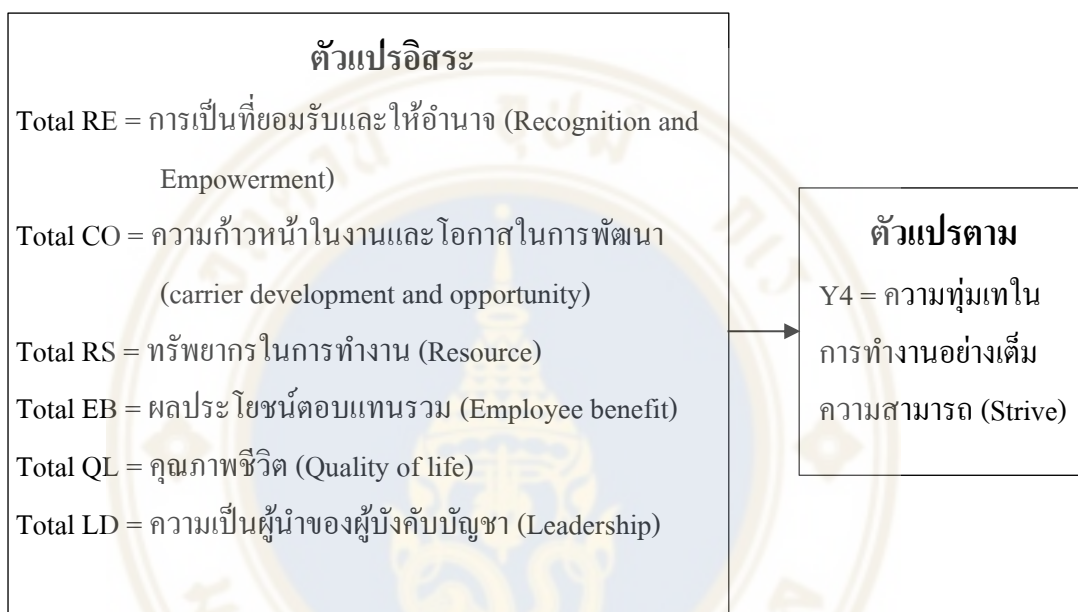 ตัวแปรอิสระ
Total RE = การเป็นที่ยอมรับและให้อำนาจ (Recognition and
Empowerment)
Total CO = ความก้าวหน้าในงานและโอกาสในการพัฒนา
(carrier development and opportunity)
Total RS = ทรัพยากรในการทำงาน (Resource)
Total EB = ผลประโยชน์ตอบแทนรวม (Employee benefit)
Total QL = คุณภาพชีวิต (Quality of life)
Total LD = ความเป็นผู้นำของผู้บังคับบัญชา (Leadership)
ตัวแปรตาม
Y4 = ความทุ่มเทใน
การทำงานอย่างเต็ม
ความสามารถ (Strive)